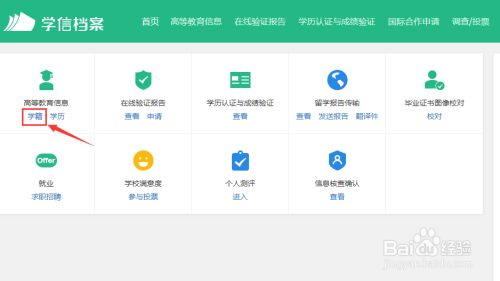 学信档案 首页 高等教育信息 在线验证报告 学历认证与成绩验证 国际合作申请 调查/投票
高等教育信息 在线验证报告 学历认证与成绩验证 留学报告传输 毕业证书图像校对
学籍 学历 查看 申请 查看 查看 发送报告 翻译件 校对
Offer
就业 学校满意度 个人测评 信息核查确认
求职招聘 参与投票 进入 查看
Baidu经验
jingyan.baidu.com